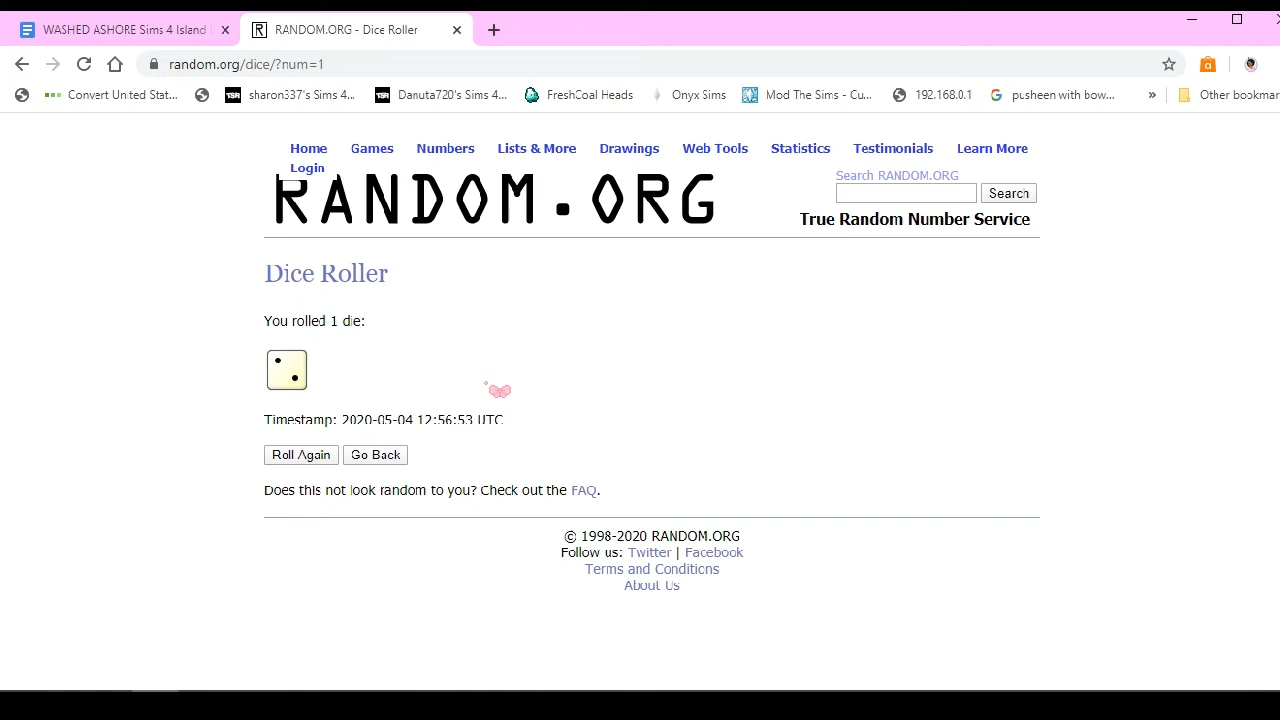 WASHED ASHORE Sims 4 Island
RANDOM.ORG - Dice Roller
random.org/dice/?num=1
Convert United Stat...
TSR sharon337's Sims 4...
TSR Danuta720's Sims 4...
FreshCoal Heads
Onyx Sims
Mod The Sims - Cu...
192.168.0.1
pusheen with bow...
»
Other bookmar
Home Games Numbers Lists & More Drawings Web Tools Statistics Testimonials Learn More
Login
RANDOM.ORG
Search RANDOM.ORG
Search
True Random Number Service
Dice Roller
You rolled 1 die:
Timestamp: 2020-05-04 12:56:53 UTC
Roll Again Go Back
Does this not look random to you? Check out the FAQ.
© 1998-2020 RANDOM.ORG
Follow us: Twitter | Facebook
Terms and Conditions
About Us